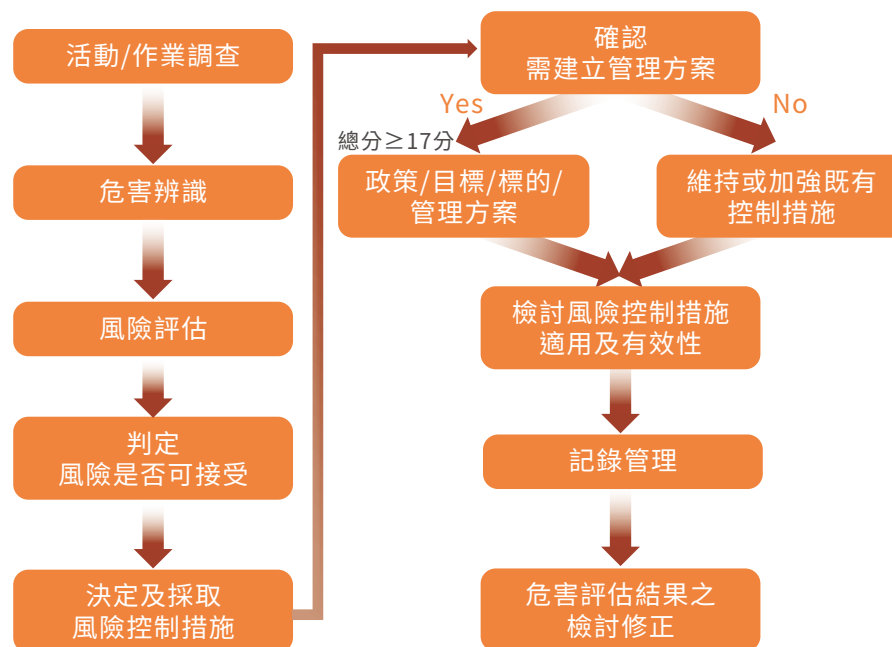 活動/作業調查
危害辨識
風險評估
判定
風險是否可接受
決定及採取
風險控制措施
確認
需建立管理方案
Yes
No
總分≥17分
政策/目標/標的/
管理方案
維持或加強既有
控制措施
檢討風險控制措施
適用及有效性
記錄管理
危害評估結果之
檢討修正